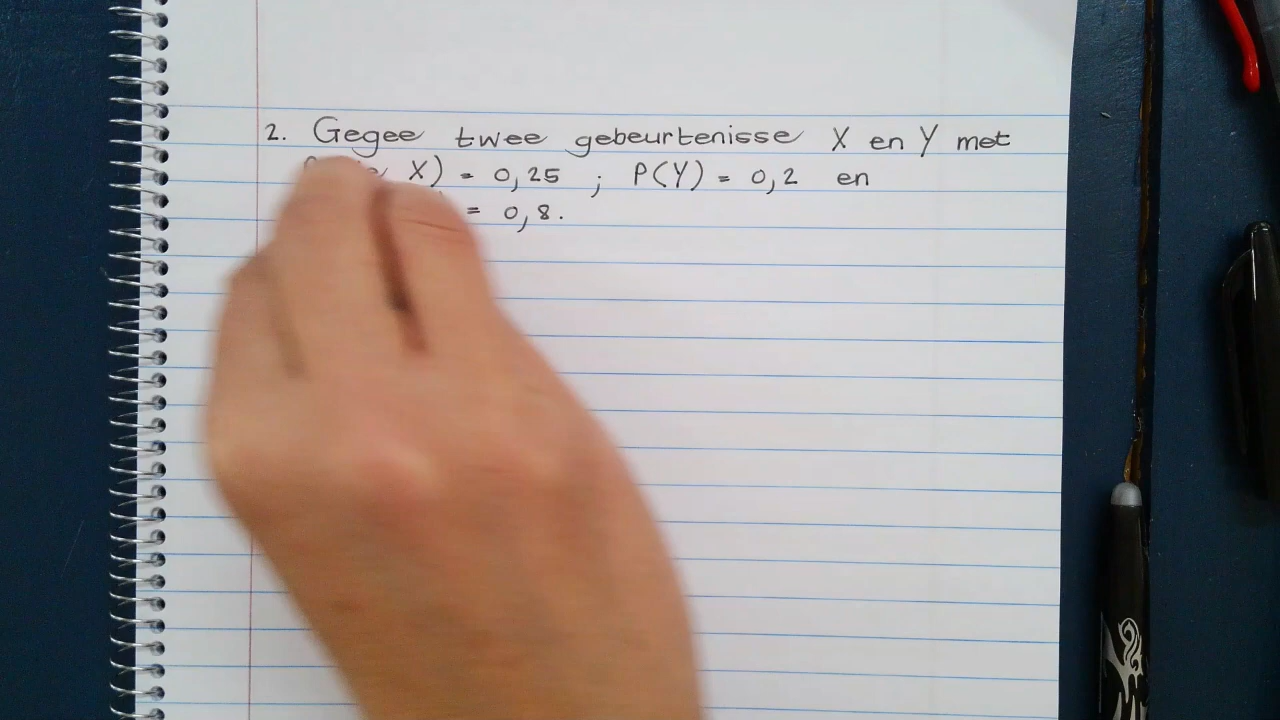 2. Gegee twee gebeurtenisse X en Y met
X) = 0,25 ; P(Y) = 0,2 en
= 0,8.